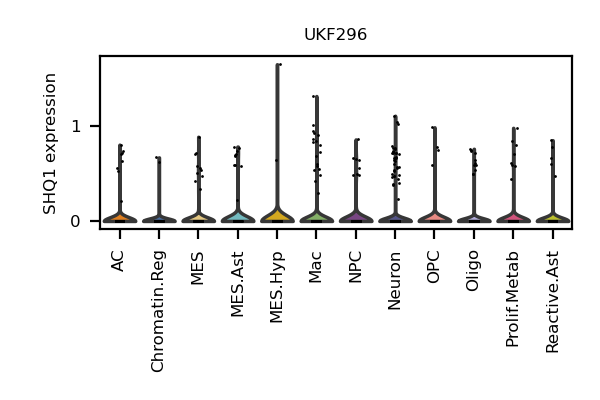 UKF296
SHQ1 expression
1
0
AC
Chromatin.Reg
MES
MES.Ast
MES.Hyp
Mac
NPC
Neuron
OPC
Oligo
Prolif.Metab
Reactive.Ast